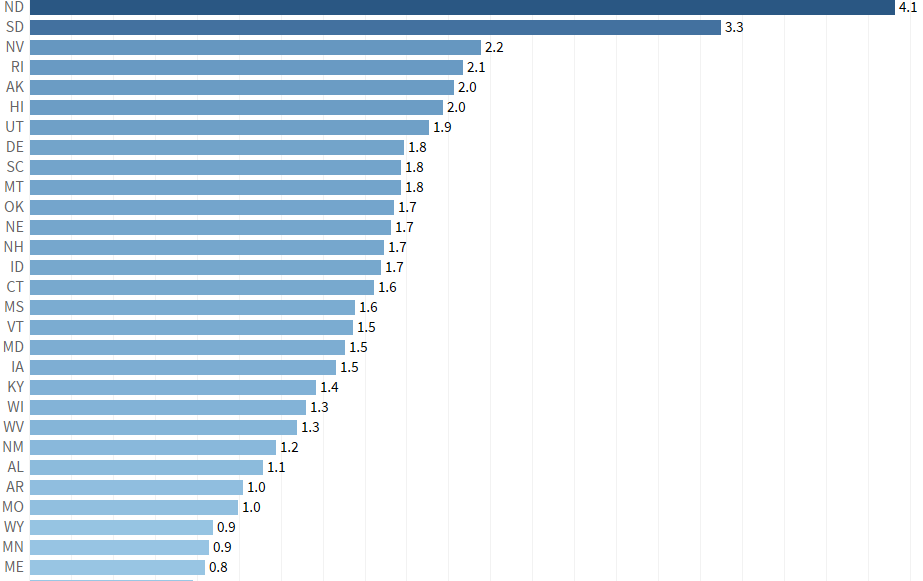 ND 4.1
SD 3.3
NV 2.2
RI 2.1
AK 2.0
HI 2.0
UT 1.9
DE 1.8
SC 1.8
MT 1.8
OK 1.7
NE 1.7
NH 1.7
ID 1.7
CT 1.6
MS 1.6
VT 1.5
MD 1.5
IA 1.5
KY 1.4
WI 1.3
WV 1.3
NM 1.2
AL 1.1
AR 1.0
MO 1.0
WY 0.9
MN 0.9
ME 0.8